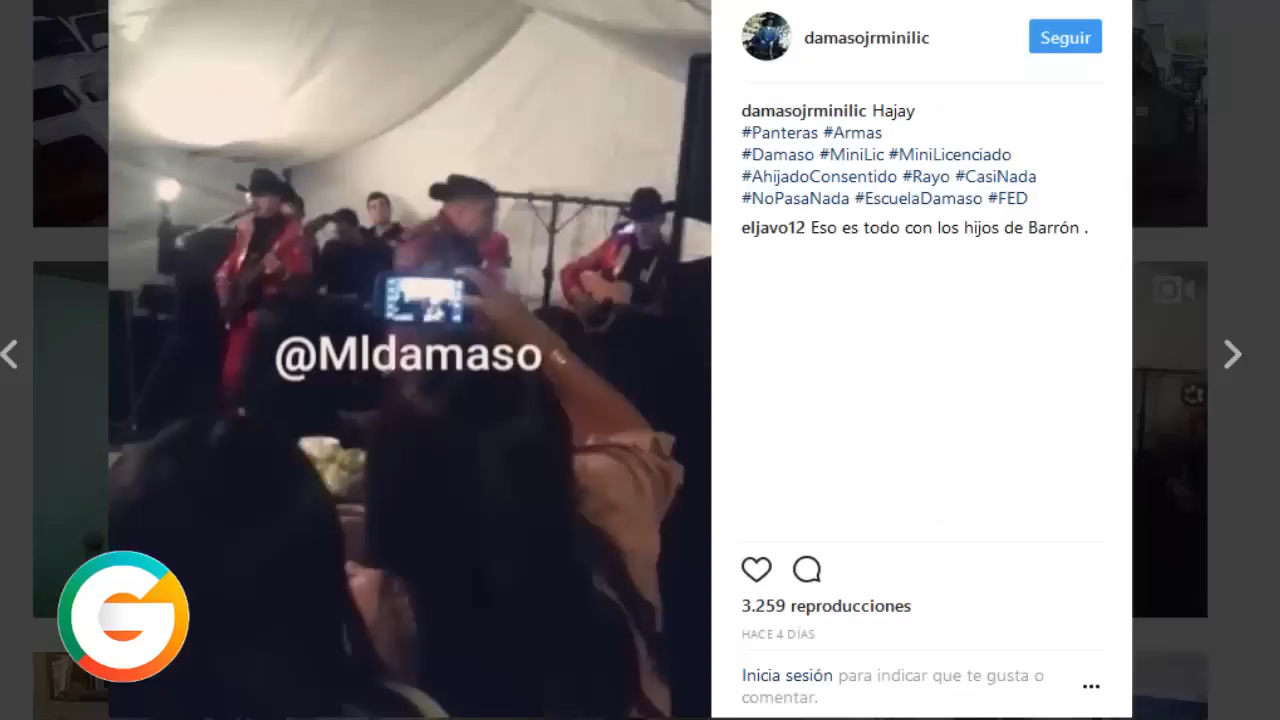 damasojrminilic
Seguir
damasojrminilic Hajay
#Panteras #Armas
#Damaso #MiniLic #MiniLicenciado
#AhijadoConsentido #Rayo #CasiNada
#NoPasaNada #EscuelaDamaso #FED
eljavo12 Eso es todo con los hijos de Barrón .
@Mldamaso
3.259 reproducciones
HACE 4 DÍAS
Inicia sesión para indicar que te gusta o
comentar.
G